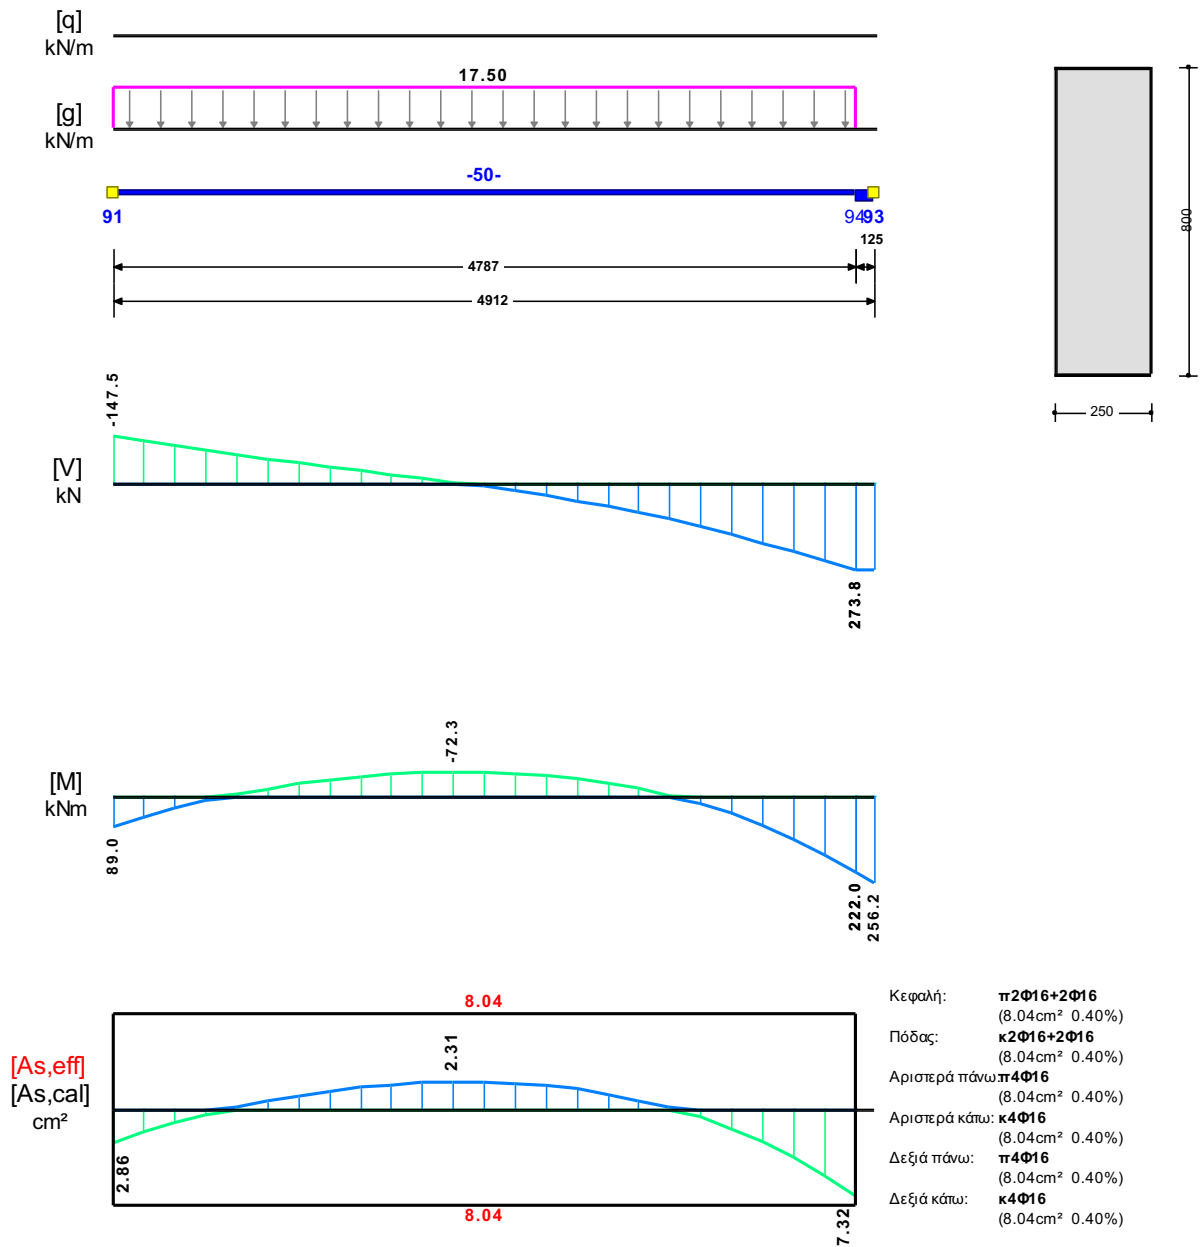 [q]
kN/m
17.50
[g]
kN/m
-50-
91
94
93
125
4787
4912
800
250
-147.5
[V]
kN
273.8
-72.3
[M]
kNm
89.0
222.0
256.2
8.04
2.31
[As,eff]
[As,cal]
cm²
2.86
8.04
7.32
Κεφαλή: π2Φ16+2Φ16
(8.04cm² 0.40%)
Πόδας: κ2Φ16+2Φ16
(8.04cm² 0.40%)
Αριστερά πάνω: π4Φ16
(8.04cm² 0.40%)
Αριστερά κάτω: κ4Φ16
(8.04cm² 0.40%)
Δεξιά πάνω: π4Φ16
(8.04cm² 0.40%)
Δεξιά κάτω: κ4Φ16
(8.04cm² 0.40%)